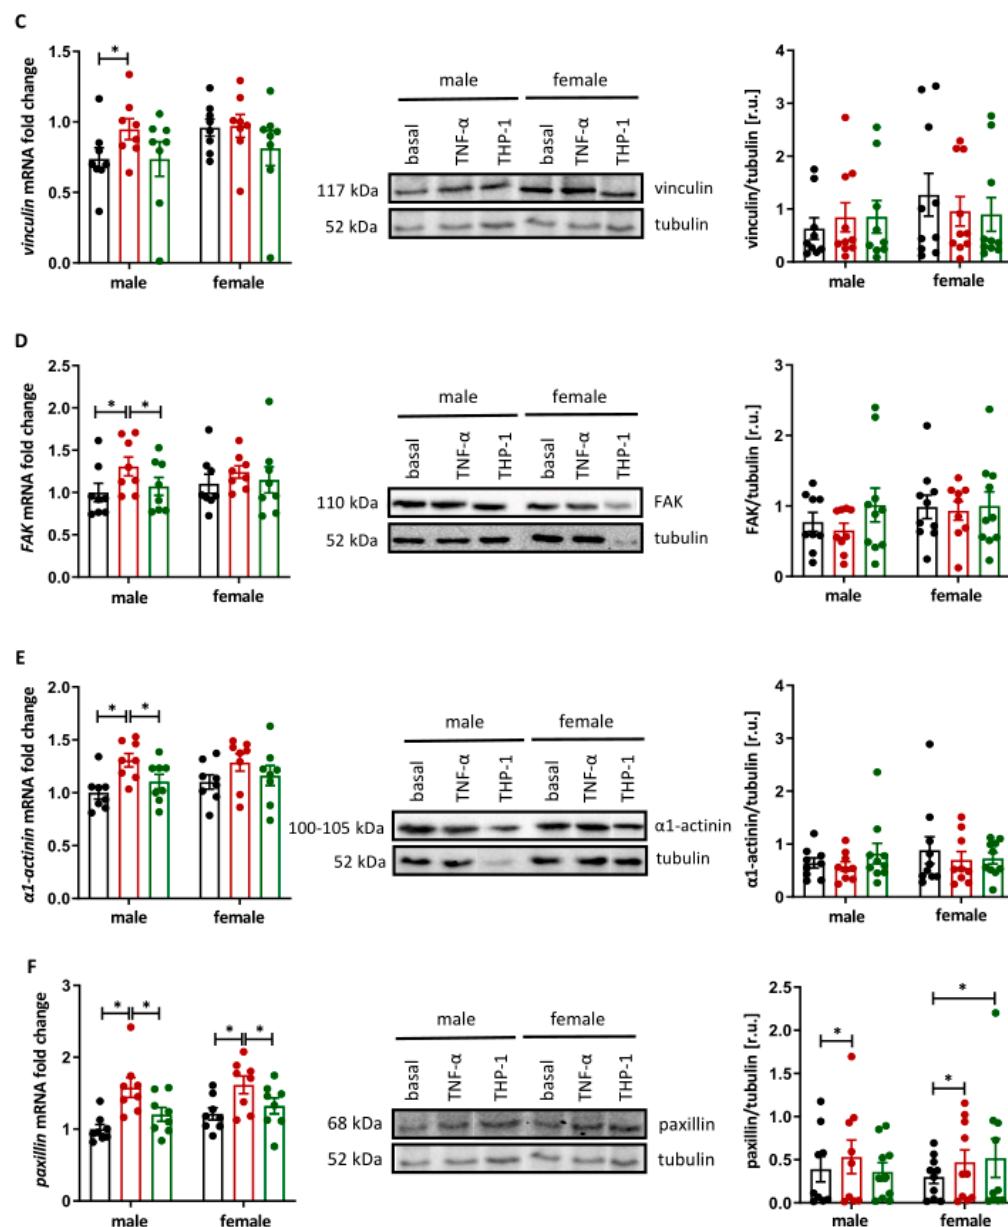 C
vinculin mRNA fold change
1.5
1.0
0.5
0.0
*
male
female
male
female
basal
TNF-α
THP-1
basal
TNF-α
THP-1
117 kDa
vinculin
52 kDa
tubulin
vinculin/tubulin [r.u.]
4
3
2
1
0
male
female
D
FAK mRNA fold change
2.5
2.0
1.5
1.0
0.5
0.0
*
*
male
female
male
female
basal
TNF-α
THP-1
basal
TNF-α
THP-1
110 kDa
FAK
52 kDa
tubulin
FAK/tubulin [r.u.]
3
2
1
0
male
female
E
α1-actinin mRNA fold change
2.0
1.5
1.0
0.5
0.0
*
*
male
female
male
female
basal
TNF-α
THP-1
basal
TNF-α
THP-1
100-105 kDa
α1-actinin
52 kDa
tubulin
α1-actinin/tubulin [r.u.]
4
3
2
1
0
male
female
F
paxillin mRNA fold change
3
2
1
0
*
*
*
*
male
female
male
female
basal
TNF-α
THP-1
basal
TNF-α
THP-1
68 kDa
paxillin
52 kDa
tubulin
paxillin/tubulin [r.u.]
2.5
2.0
1.5
1.0
0.5
0.0
*
*
*
male
female